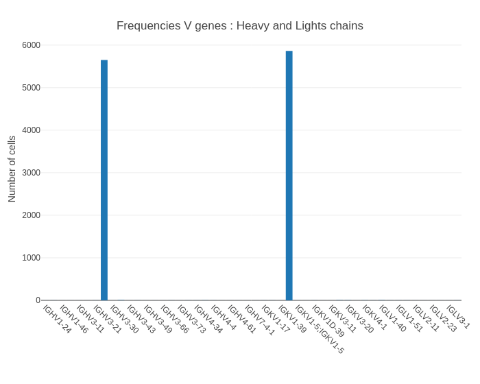 Frequencies V genes : Heavy and Lights chains
Number of cells
6000
5000
4000
3000
2000
1000
0
IGHV1-24
IGHV1-46
IGHV3-11
IGHV3-21
IGHV3-30
IGHV3-43
IGHV3-49
IGHV3-66
IGHV3-73
IGHV4-34
IGHV4-4
IGHV4-61
IGHV7-4-1
IGKV1-17
IGKV1-39
IGKV1-5;IGKV1-5
IGKV1D-39
IGKV3-11
IGKV3-20
IGKV4-1
IGLV1-40
IGLV1-51
IGLV2-11
IGLV2-23
IGLV3-1